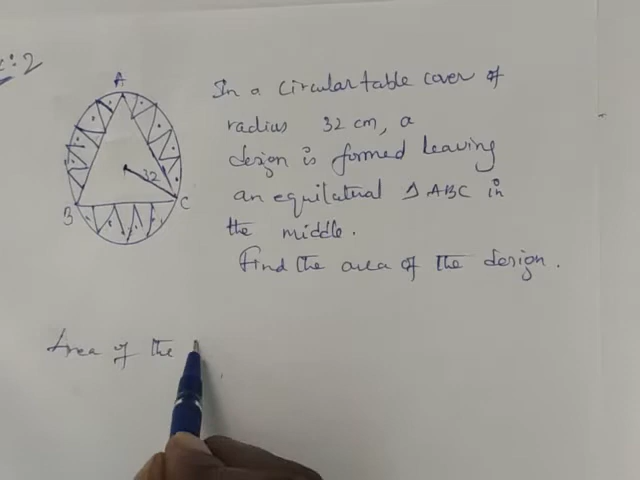 : 2
A
32
B
C
In a circular table cover of
radius 32 cm, a
design is formed leaving
an equilateral △ ABC in
the middle.
Find the area of the design.
Area of the